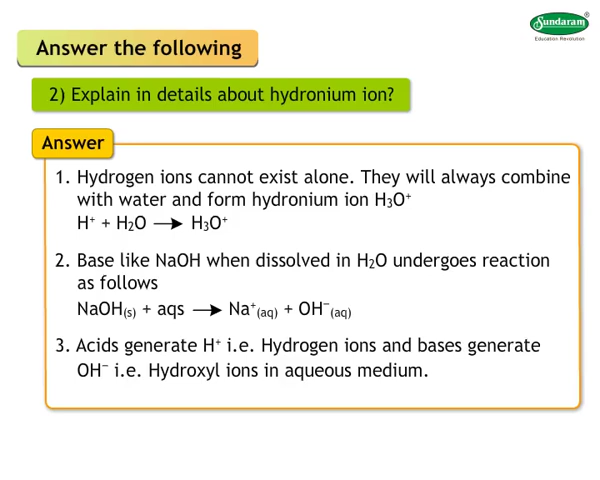 Sundaram®
Education Revolution
Answer the following
2) Explain in details about hydronium ion?
Answer
1. Hydrogen ions cannot exist alone. They will always combine
with water and form hydronium ion H₃O⁺
H⁺ + H₂O ⟶ H₃O⁺
2. Base like NaOH when dissolved in H₂O undergoes reaction
as follows
NaOH₍s₎ + aqs ⟶ Na⁺(aq) + OH⁻(aq)
3. Acids generate H⁺ i.e. Hydrogen ions and bases generate
OH⁻ i.e. Hydroxyl ions in aqueous medium.